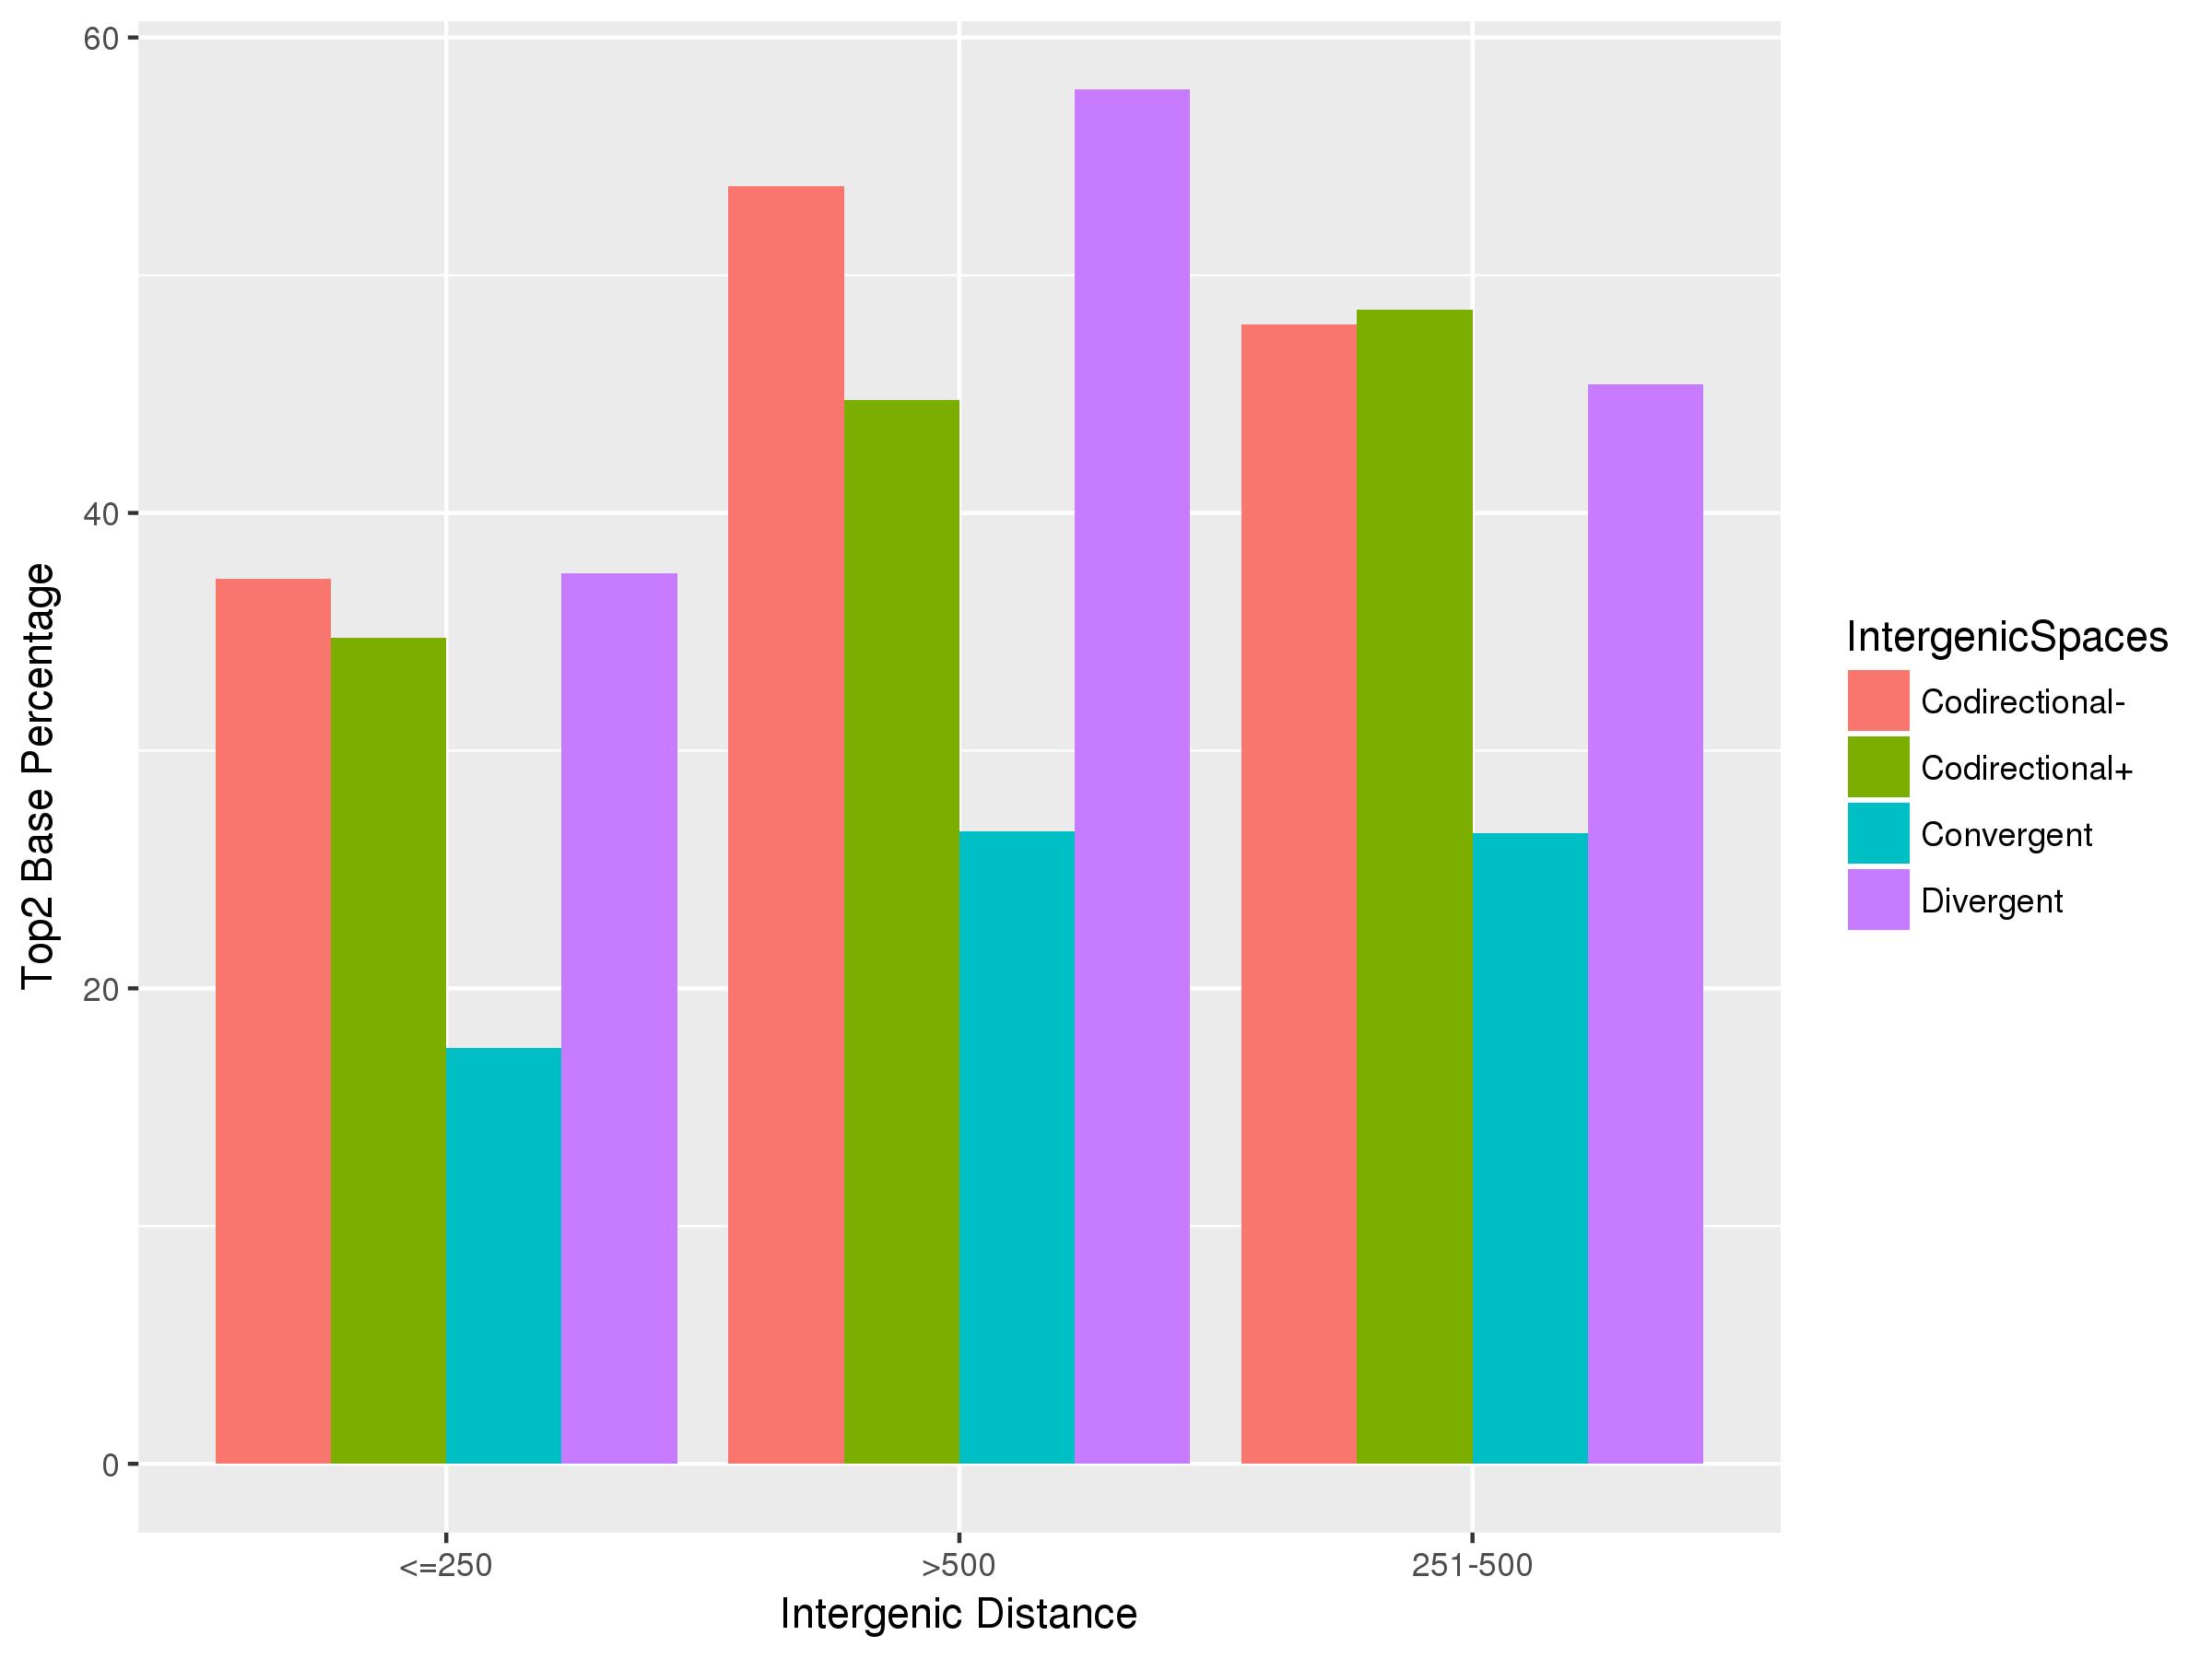 60
40
20
0
Top2 Base Percentage
<=250
>500
251-500
Intergenic Distance
IntergenicSpaces
Codirectional-
Codirectional+
Convergent
Divergent